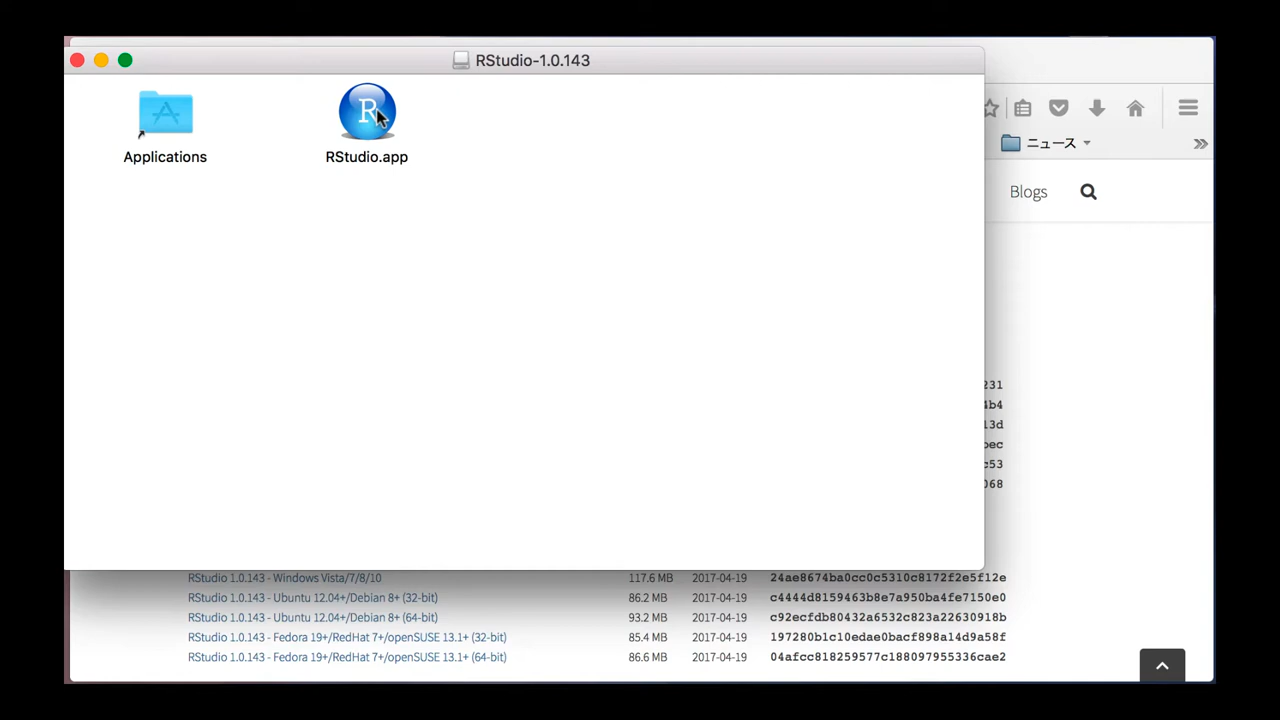 RStudio-1.0.143
R
Applications
RStudio.app
ニュース
Blogs
231
4b4
13d
bec
c53
068
RStudio 1.0.143 - Windows Vista/7/8/10 117.6 MB 2017-04-19 24ae8674ba0cc0c5310c8172f2e5f12e
RStudio 1.0.143 - Ubuntu 12.04+/Debian 8+ (32-bit) 86.2 MB 2017-04-19 c4444d8159463b8e7a950ba4fe7150e0
RStudio 1.0.143 - Ubuntu 12.04+/Debian 8+ (64-bit) 93.2 MB 2017-04-19 c92ecfdb80432a6532c823a22630918b
RStudio 1.0.143 - Fedora 19+/RedHat 7+/openSUSE 13.1+ (32-bit) 85.4 MB 2017-04-19 197280b1c10edae0bacf898a14d9a58f
RStudio 1.0.143 - Fedora 19+/RedHat 7+/openSUSE 13.1+ (64-bit) 86.6 MB 2017-04-19 04afcc818259577c188097955336cae2